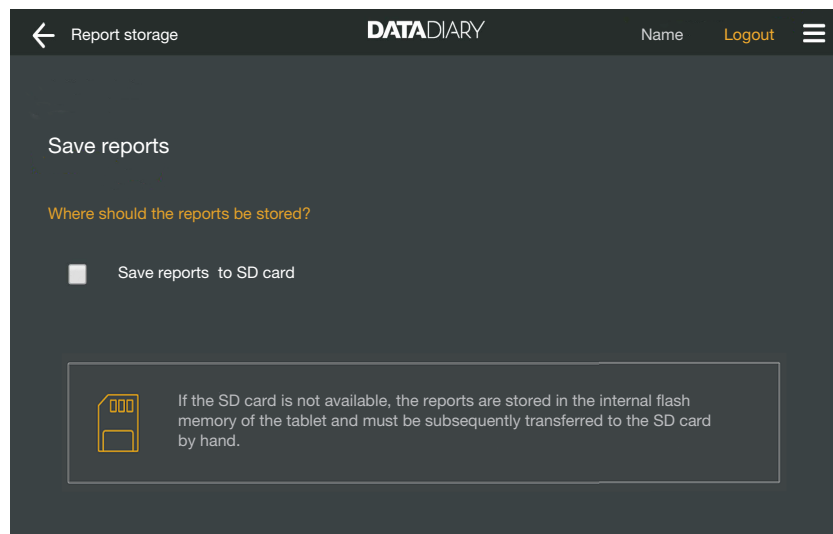 Report storage DATADIARY Name Logout
Save reports
Where should the reports be stored?
Save reports to SD card
If the SD card is not available, the reports are stored in the internal flash
memory of the tablet and must be subsequently transferred to the SD card
by hand.